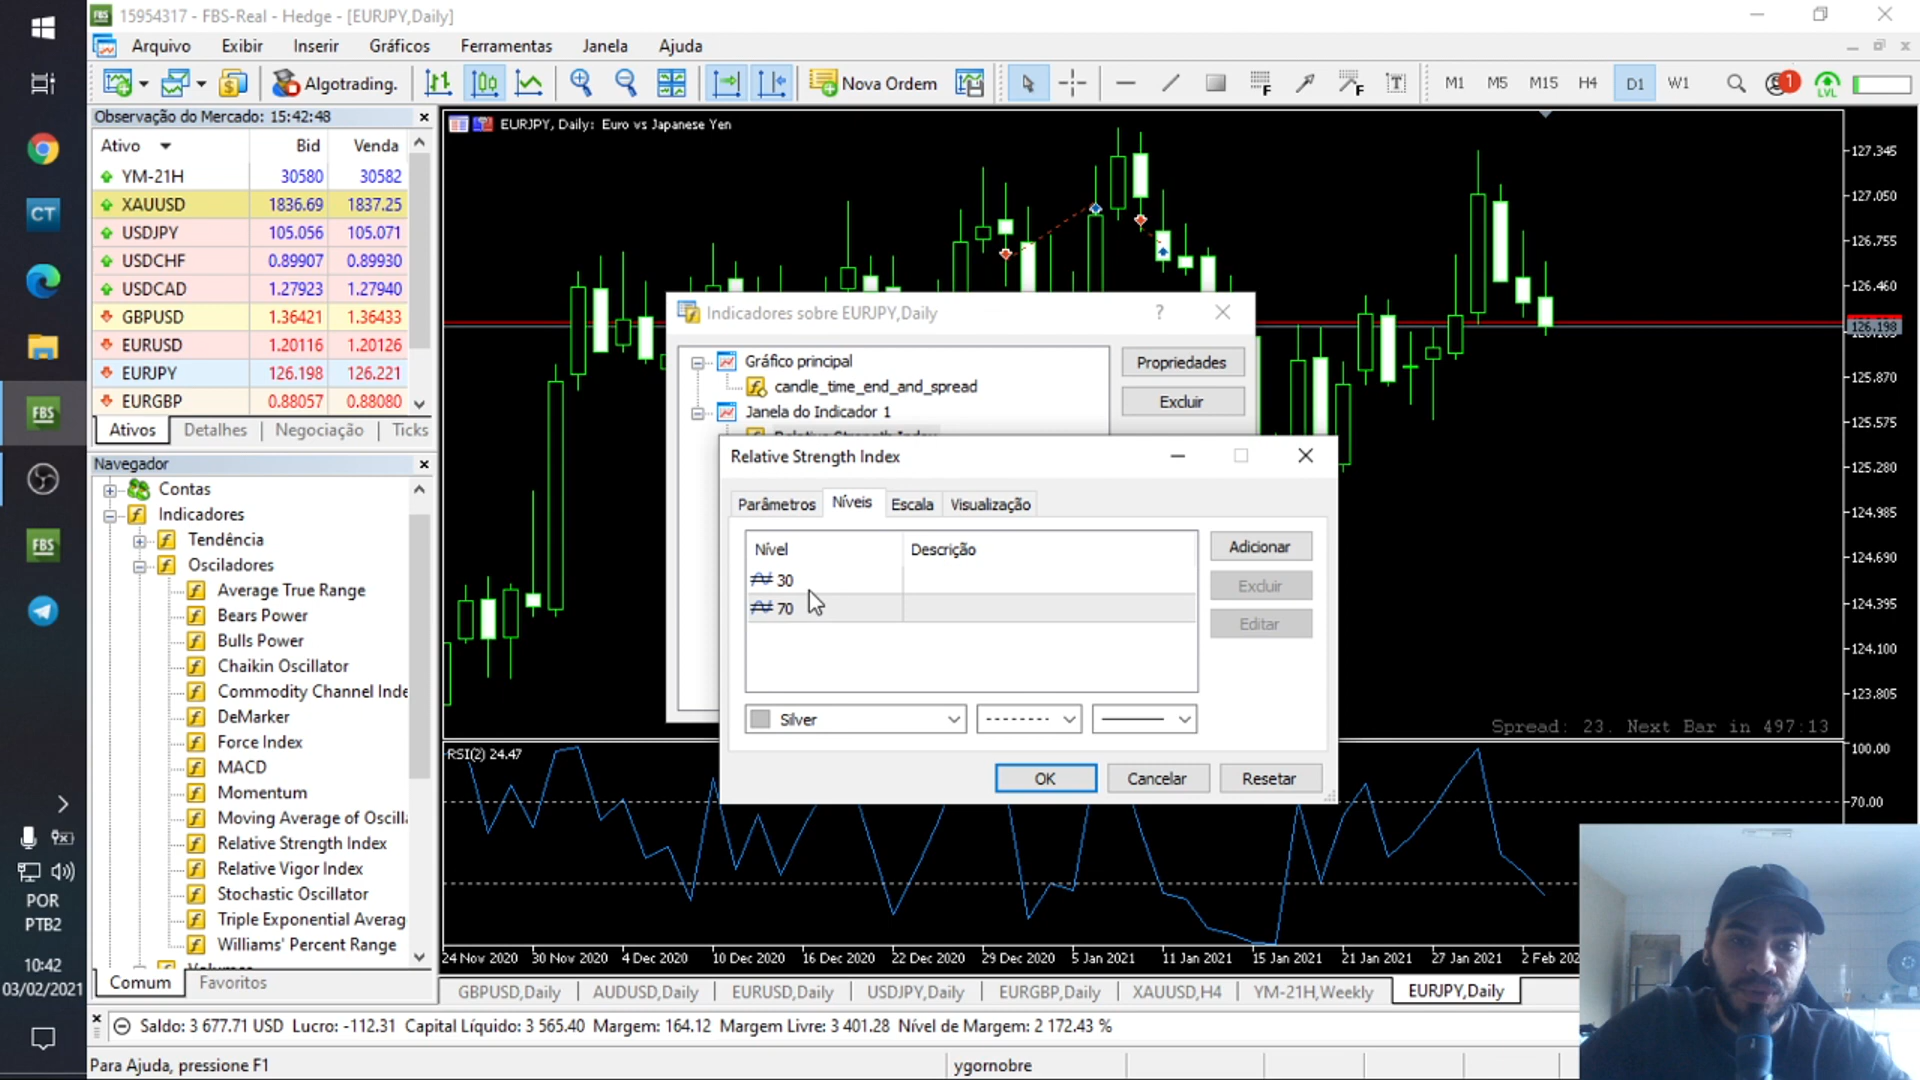 15954317 - FBS-Real - Hedge - [EURJPY,Daily]
Arquivo Exibir Inserir Gráficos Ferramentas Janela Ajuda
Algotrading. Nova Ordem M1 M5 M15 H4 D1 W1 1 LVL
Observação do Mercado: 15:42:48
Ativo Bid Venda
YM-21H 30580 30582
XAUUSD 1836.69 1837.25
USDJPY 105.056 105.071
USDCHF 0.89907 0.89930
USDCAD 1.27923 1.27940
GBPUSD 1.36421 1.36433
EURUSD 1.20116 1.20126
EURJPY 126.198 126.221
EURGBP 0.88057 0.88080
Ativos Detalhes Negociação Ticks
Navegador
Contas
Indicadores
Tendência
Osciladores
Average True Range
Bears Power
Bulls Power
Chaikin Oscillator
Commodity Channel Inde
DeMarker
Force Index
MACD
Momentum
Moving Average of Oscill
Relative Strength Index
Relative Vigor Index
Stochastic Oscillator
Triple Exponential Averag
Williams' Percent Range
Comum Favoritos
EURJPY, Daily: Euro vs Japanese Yen
127.345
127.050
126.755
126.460
126.198
125.870
125.575
125.280
124.985
124.690
124.395
124.100
123.805
Spread: 23. Next Bar in 497:13
Indicadores sobre EURJPY,Daily ?
Gráfico principal
candle_time_end_and_spread
Janela do Indicador 1
Relative Strength Index
Propriedades
Excluir
Relative Strength Index
Parâmetros Níveis Escala Visualização
Nível Descrição
30
70
Adicionar
Excluir
Editar
Silver
OK Cancelar Resetar
RSI(2) 24.47
100.00
70.00
24 Nov 2020 30 Nov 2020 4 Dec 2020 10 Dec 2020 16 Dec 2020 22 Dec 2020 29 Dec 2020 5 Jan 2021 11 Jan 2021 15 Jan 2021 21 Jan 2021 27 Jan 2021 2 Feb 202
GBPUSD,Daily AUDUSD,Daily EURUSD,Daily USDJPY,Daily EURGBP,Daily XAUUSD,H4 YM-21H,Weekly EURJPY,Daily
Saldo: 3 677.71 USD Lucro: -112.31 Capital Líquido: 3 565.40 Margem: 164.12 Margem Livre: 3 401.28 Nível de Margem: 2 172.43 %
Para Ajuda, pressione F1 ygornobre
CT
FBS
FBS
POR
PTB2
10:42
03/02/2021